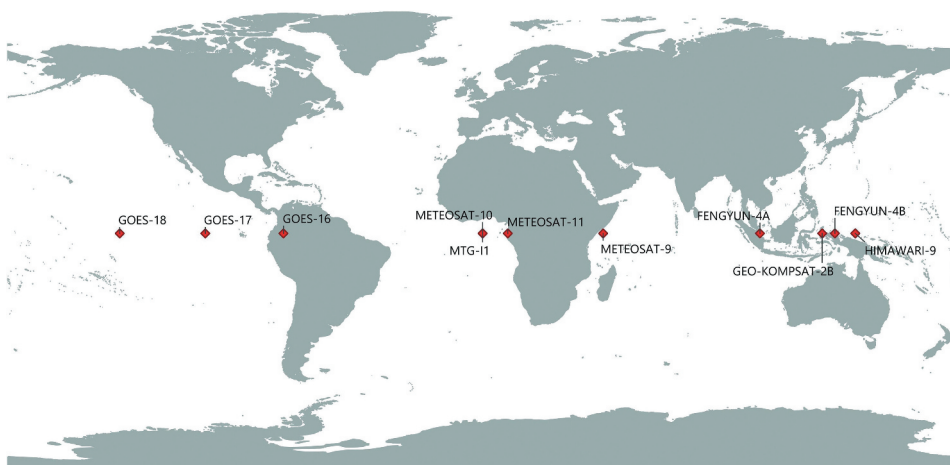 GOES-18
GOES-17
GOES-16
METEOSAT-10
METEOSAT-11
MTG-I1
METEOSAT-9
FENGYUN-4A
FENGYUN-4B
HIMAWARI-9
GEO-KOMPSAT-2B